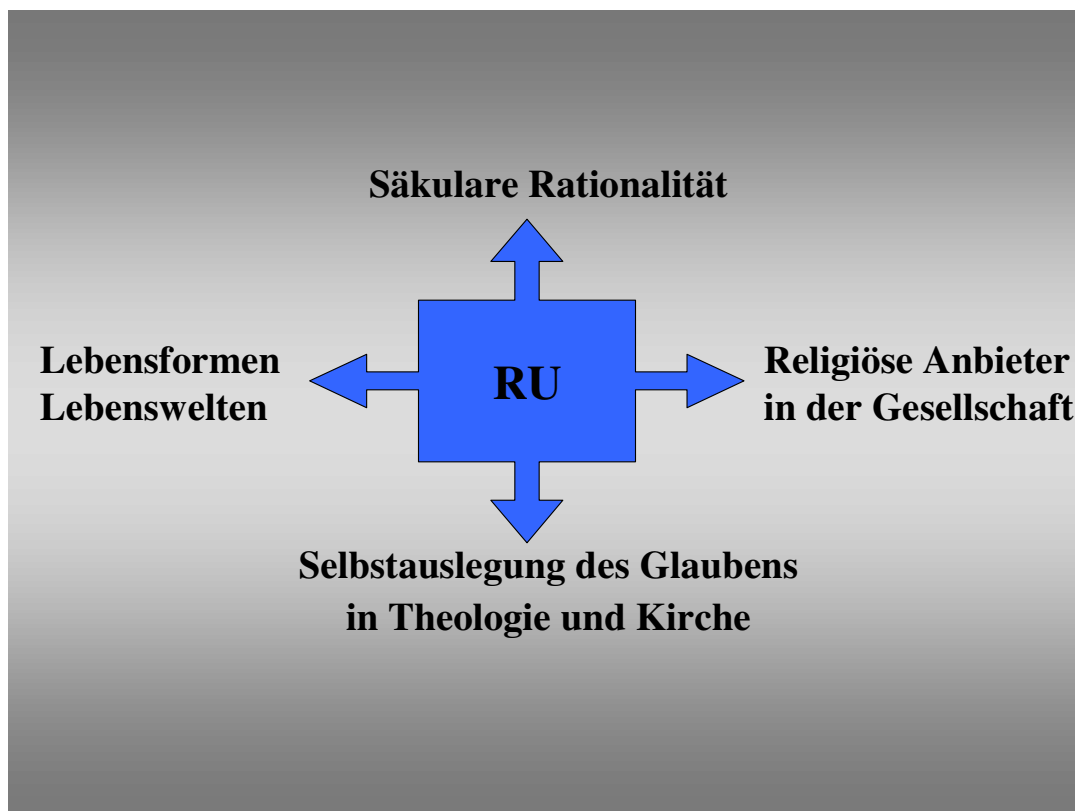 Säkulare Rationalität
Lebensformen
Lebenswelten
RU
Religiöse Anbieter
in der Gesellschaft
Selbstauslegung des Glaubens
in Theologie und Kirche